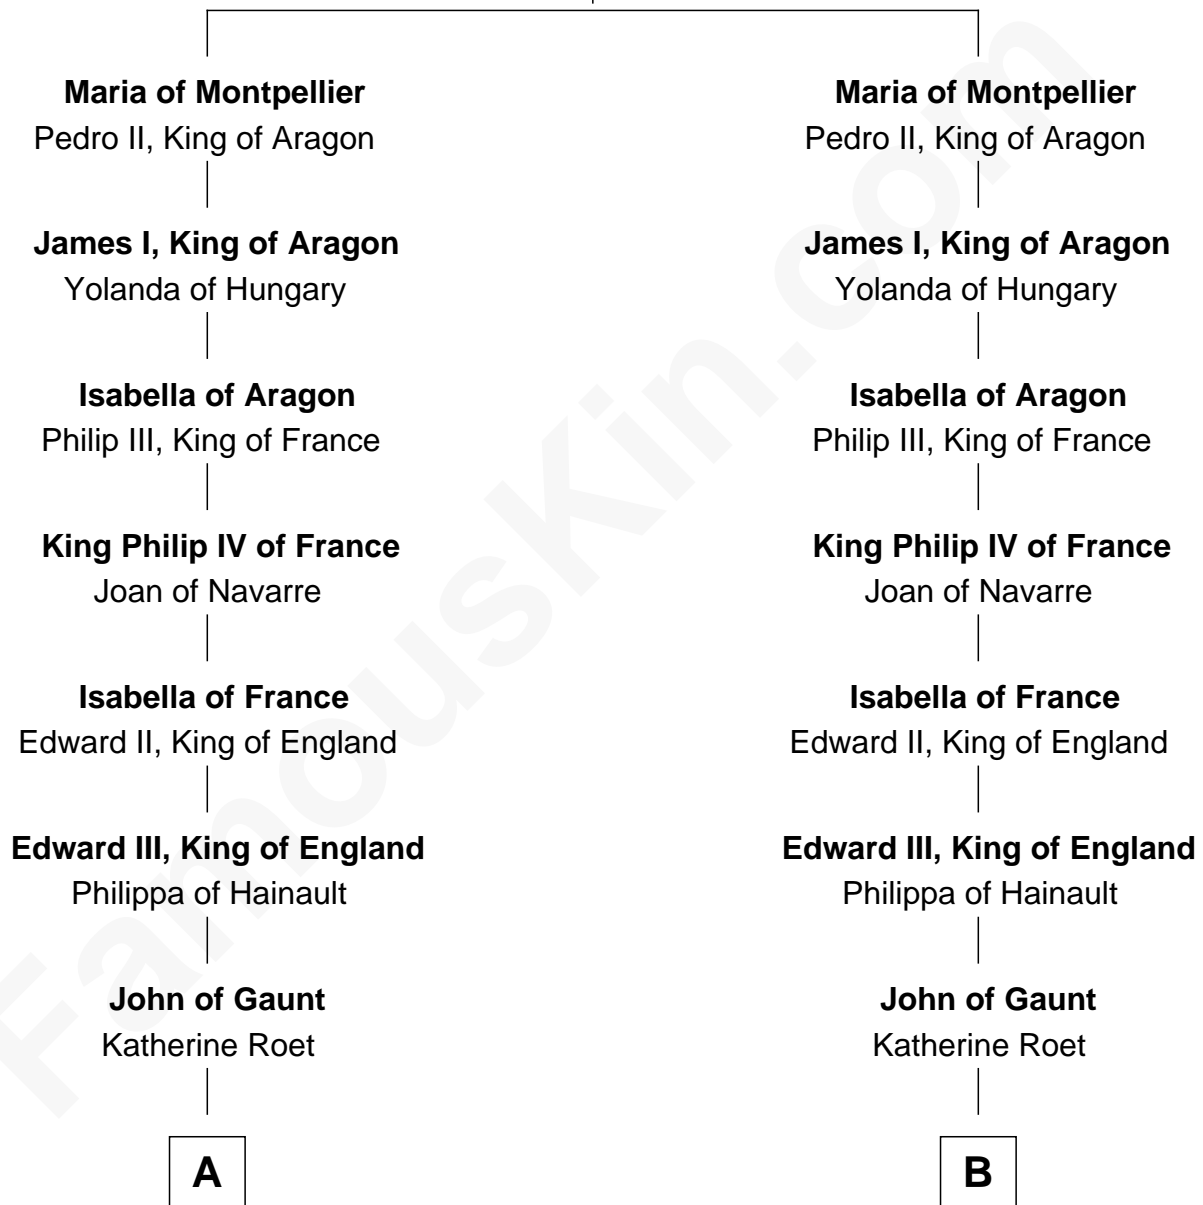 Maria of Montpellier
Pedro II, King of Aragon
James I, King of Aragon
Yolanda of Hungary
Isabella of Aragon
Philip III, King of France
King Philip IV of France
Joan of Navarre
Isabella of France
Edward II, King of England
Edward III, King of England
Philippa of Hainault
John of Gaunt
Katherine Roet
A
Maria of Montpellier
Pedro II, King of Aragon
James I, King of Aragon
Yolanda of Hungary
Isabella of Aragon
Philip III, King of France
King Philip IV of France
Joan of Navarre
Isabella of France
Edward II, King of England
Edward III, King of England
Philippa of Hainault
John of Gaunt
Katherine Roet
B
FamousKin.com